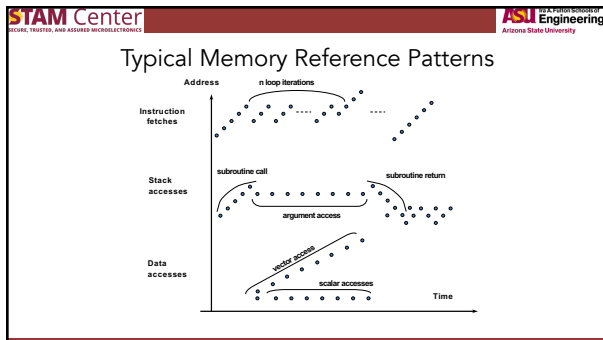 STAM Center
SECURE, TRUSTED, AND ASSURED MICROELECTRONICS
ASU Ira A. Fulton Schools of
Engineering
Arizona State University
Typical Memory Reference Patterns
Address
n loop iterations
Instruction
fetches
subroutine call
subroutine return
Stack
accesses
argument access
vector access
Data
accesses
scalar accesses
Time